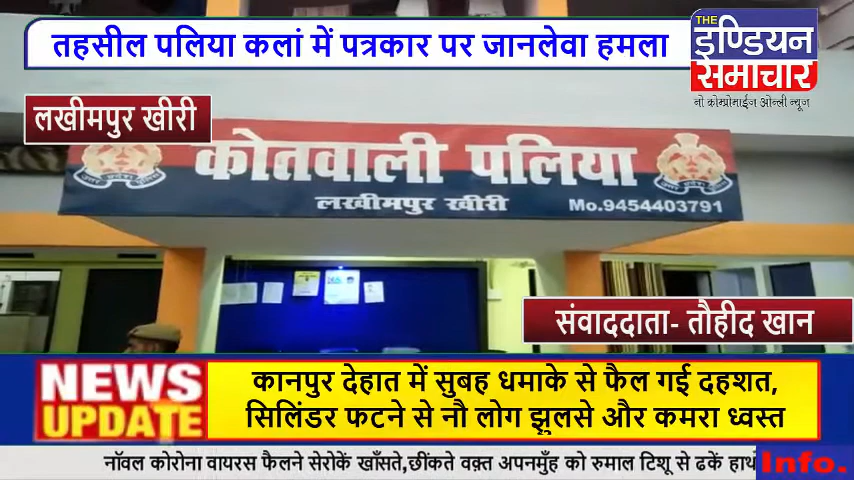 तहसील पलिया कलां में पत्रकार पर जानलेवा हमला
THE
इण्डियन
समाचार
नो कोम्प्रोमाईज ओन्ली न्यूज
लखीमपुर खीरी
कोतवाली पलिया
लखीमपुर खीरी
Mo.9454403791
संवाददाता- तौहीद खान
NEWS
UPDATE
कानपुर देहात में सुबह धमाके से फैल गई दहशत,
सिलिंडर फटने से नौ लोग झुलसे और कमरा ध्वस्त
नॉवल कोरोना वायरस फैलने सेरोकें खाँसते,छींकते वक़्त अपनमुँह को रुमाल टिशू से ढकें हाथ
Info.